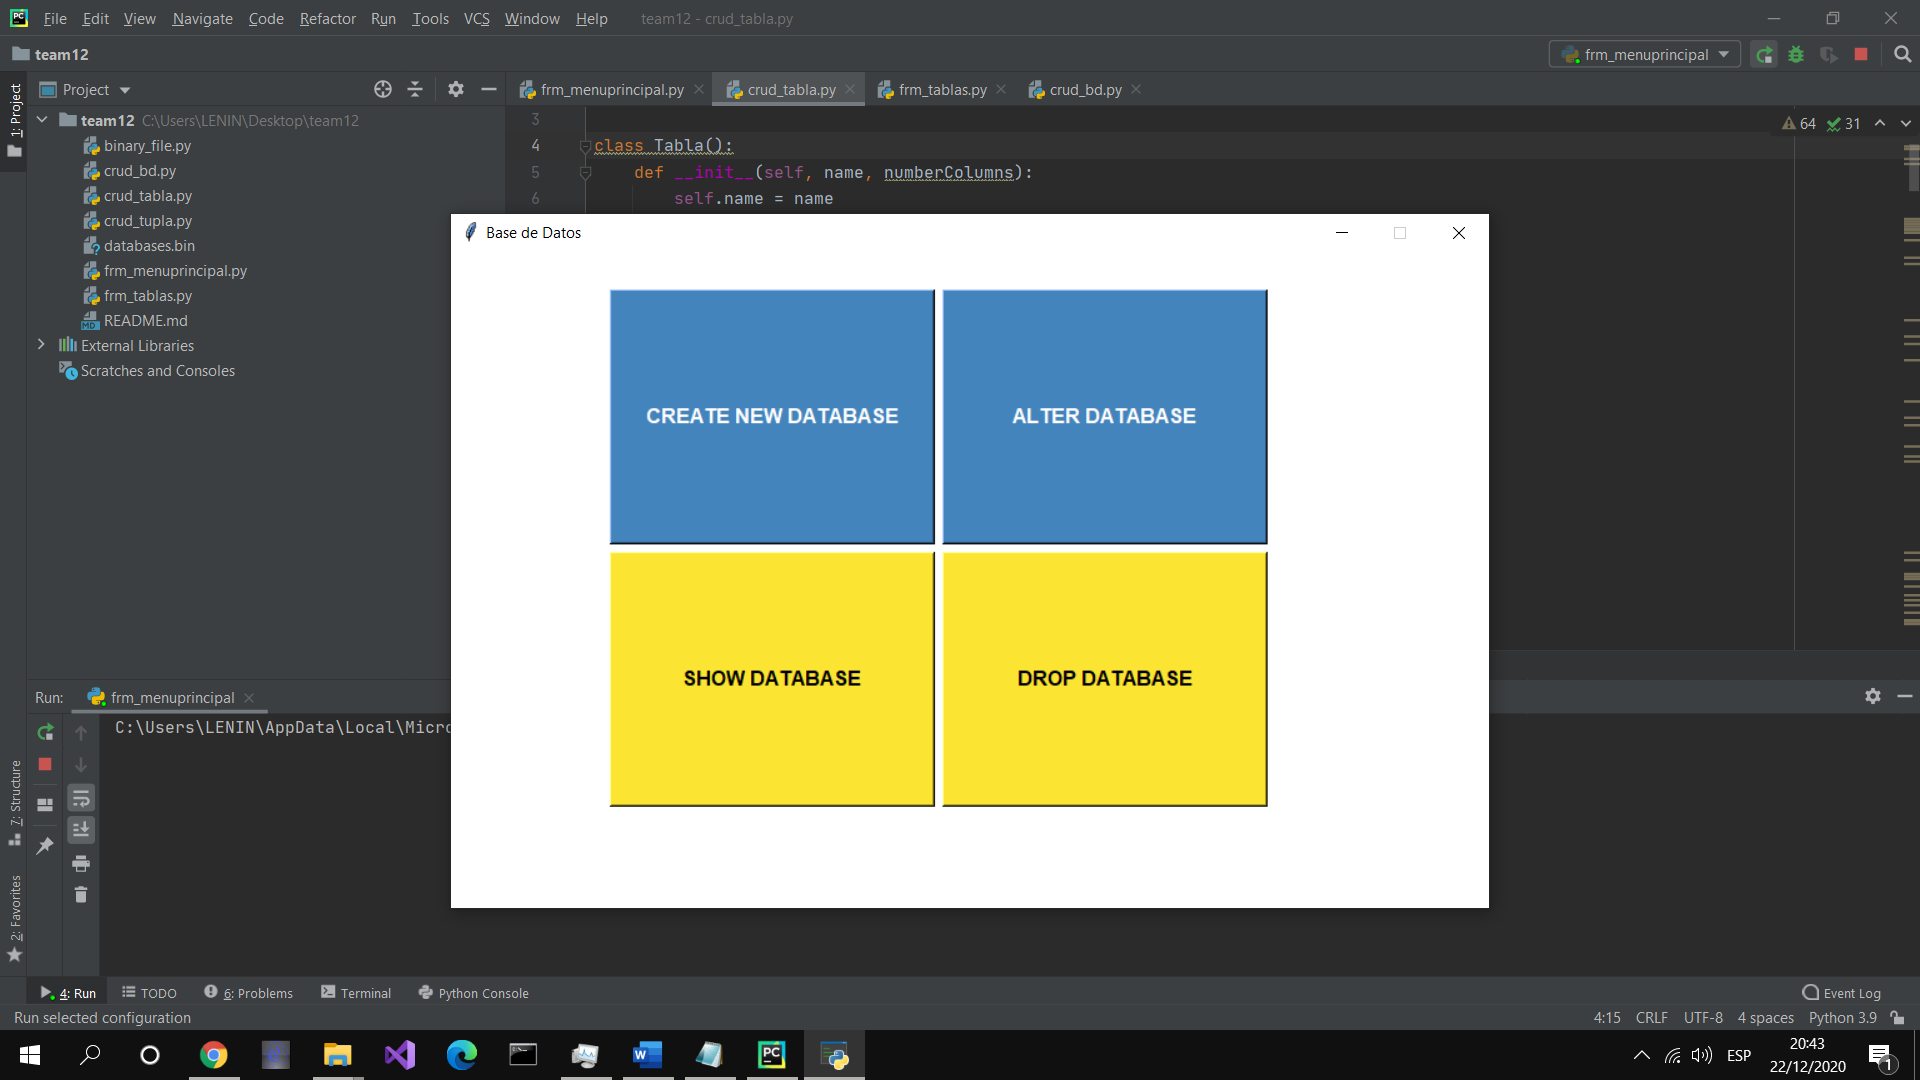 File Edit View Navigate Code Refactor Run Tools VCS Window Help team12 - crud_tabla.py
team12
frm_menuprincipal
1: Project
Project
frm_menuprincipal.py
crud_tabla.py
frm_tablas.py
crud_bd.py
team12 C:\Users\LENIN\Desktop\team12
binary_file.py
crud_bd.py
crud_tabla.py
crud_tupla.py
databases.bin
frm_menuprincipal.py
frm_tablas.py
README.md
External Libraries
Scratches and Consoles
3
4 class Tabla():
5 def __init__(self, name, numberColumns):
6 self.name = name
64 31
Base de Datos
CREATE NEW DATABASE
ALTER DATABASE
SHOW DATABASE
DROP DATABASE
Run: frm_menuprincipal
C:\Users\LENIN\AppData\Local\Micro
7: Structure
2: Favorites
4: Run TODO 6: Problems Terminal Python Console Event Log
Run selected configuration 4:15 CRLF UTF-8 4 spaces Python 3.9
ESP
20:43
22/12/2020
1